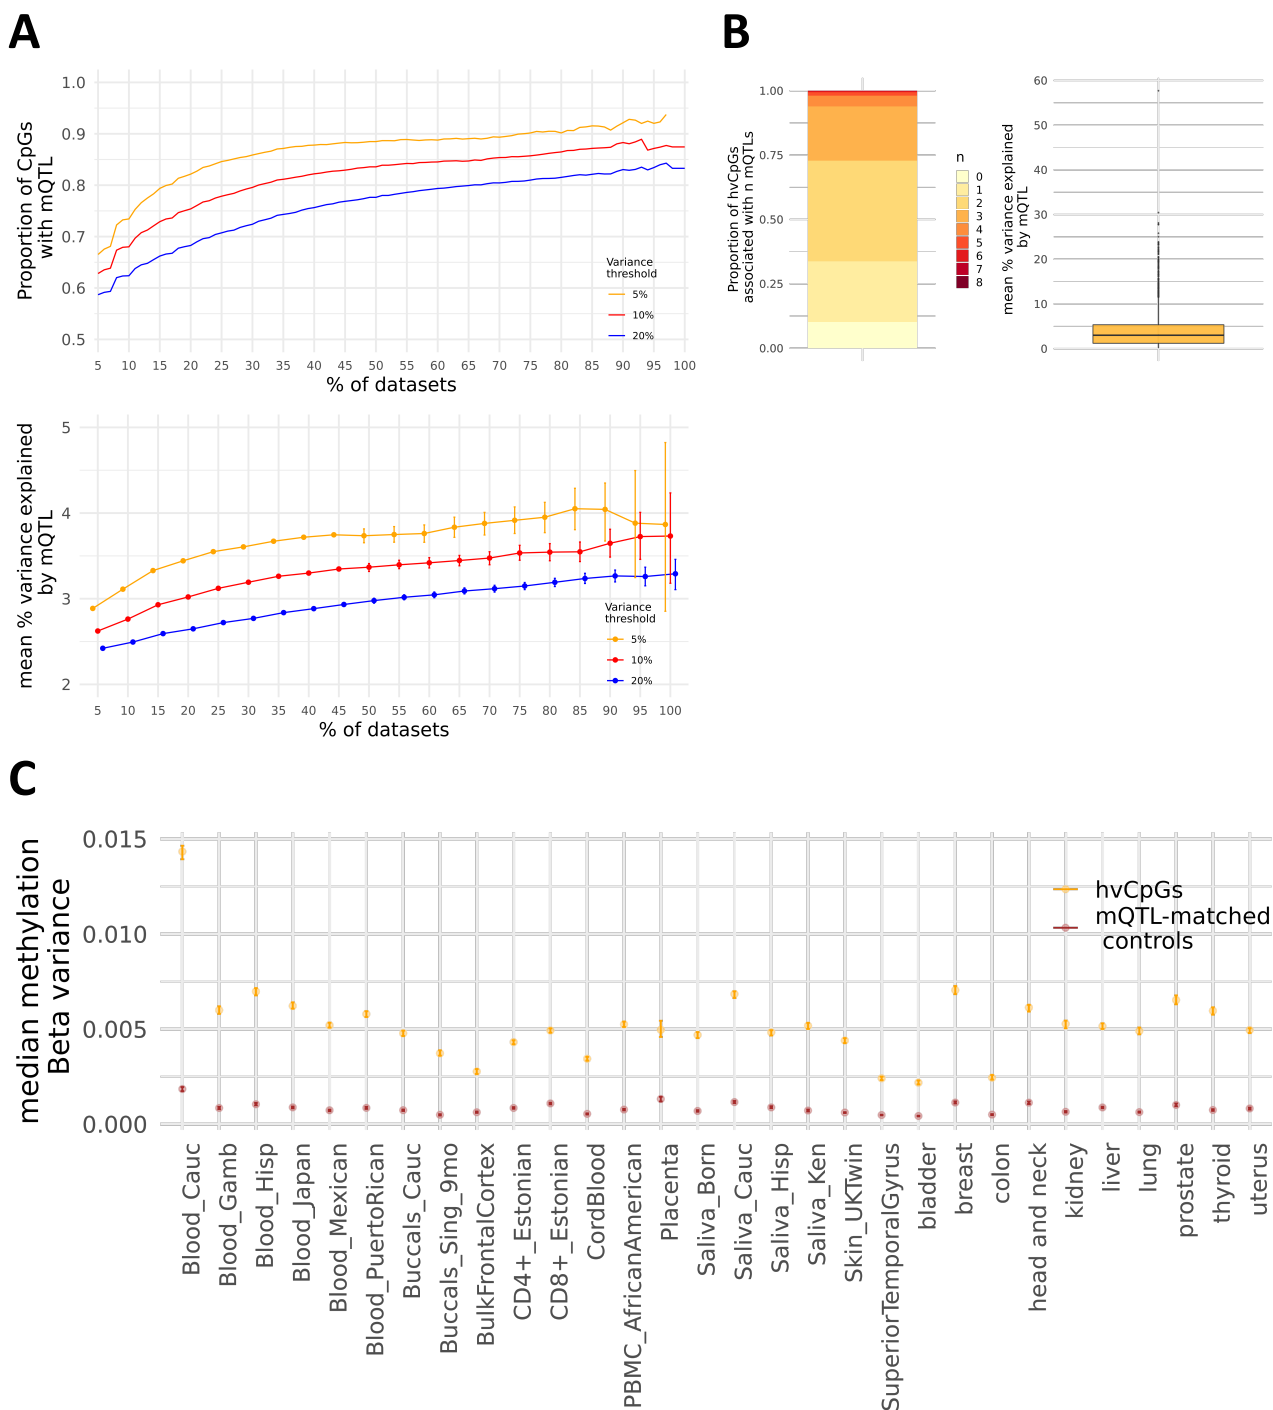 A
1.0
0.9
0.8
0.7
0.6
0.5
Proportion of CpGs
with mQTL
Variance
threshold
5%
10%
20%
5 10 15 20 25 30 35 40 45 50 55 60 65 70 75 80 85 90 95 100
% of datasets
5
4
3
2
mean % variance explained
by mQTL
Variance
threshold
5%
10%
20%
5 10 15 20 25 30 35 40 45 50 55 60 65 70 75 80 85 90 95 100
% of datasets
B
1.00
0.75
0.50
0.25
0.00
Proportion of hvCpGs
associated with n mQTLs
n
0
1
2
3
4
5
6
7
8
60
50
40
30
20
10
0
mean % variance explained
by mQTL
C
0.015
0.010
0.005
0.000
median methylation
Beta variance
hvCpGs
mQTL-matched
controls
Blood_Cauc
Blood_Gamb
Blood_Hisp
Blood_Japan
Blood_Mexican
Blood_PuertoRican
Buccals_Cauc
Buccals_Sing_9mo
BulkFrontalCortex
CD4+_Estonian
CD8+_Estonian
CordBlood
PBMC_AfricanAmerican
Placenta
Saliva_Born
Saliva_Cauc
Saliva_Hisp
Saliva_Ken
Skin_UKTwin
SuperiorTemporalGyrus
bladder
breast
colon
head and neck
kidney
liver
lung
prostate
thyroid
uterus